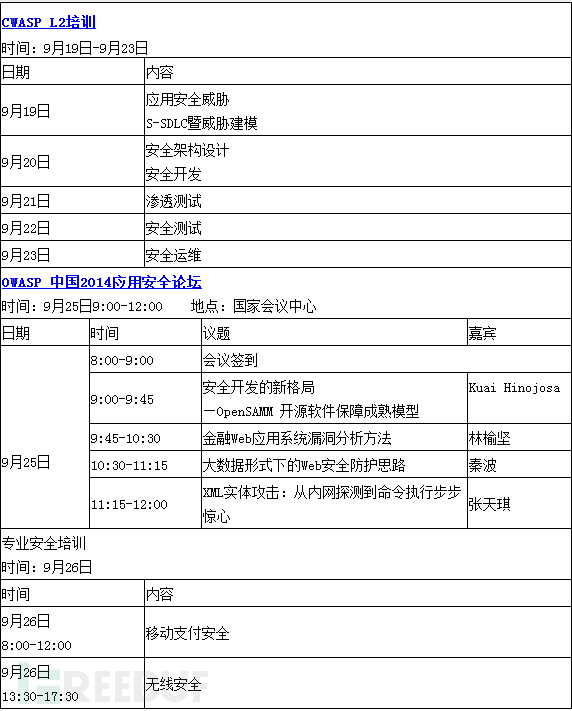 CWASP L2培训
时间：9月19日-9月23日
日期 内容
9月19日 应用安全威胁
S-SDLC暨威胁建模
9月20日 安全架构设计
安全开发
9月21日 渗透测试
9月22日 安全测试
9月23日 安全运维
OWASP 中国2014应用安全论坛
时间：9月25日9:00-12:00 地点：国家会议中心
日期 时间 议题 嘉宾
9月25日
8:00-9:00 会议签到
9:00-9:45 安全开发的新格局
—OpenSAMM 开源软件保障成熟模型 Kuai Hinojosa
9:45-10:30 金融Web应用系统漏洞分析方法 林榆坚
10:30-11:15 大数据形式下的Web安全防护思路 秦波
11:15-12:00 XML实体攻击：从内网探测到命令执行步步
惊心 张天琪
专业安全培训
时间：9月26日
时间 内容
9月26日
8:00-12:00 移动支付安全
9月26日
13:30-17:30 无线安全
FREEBUF